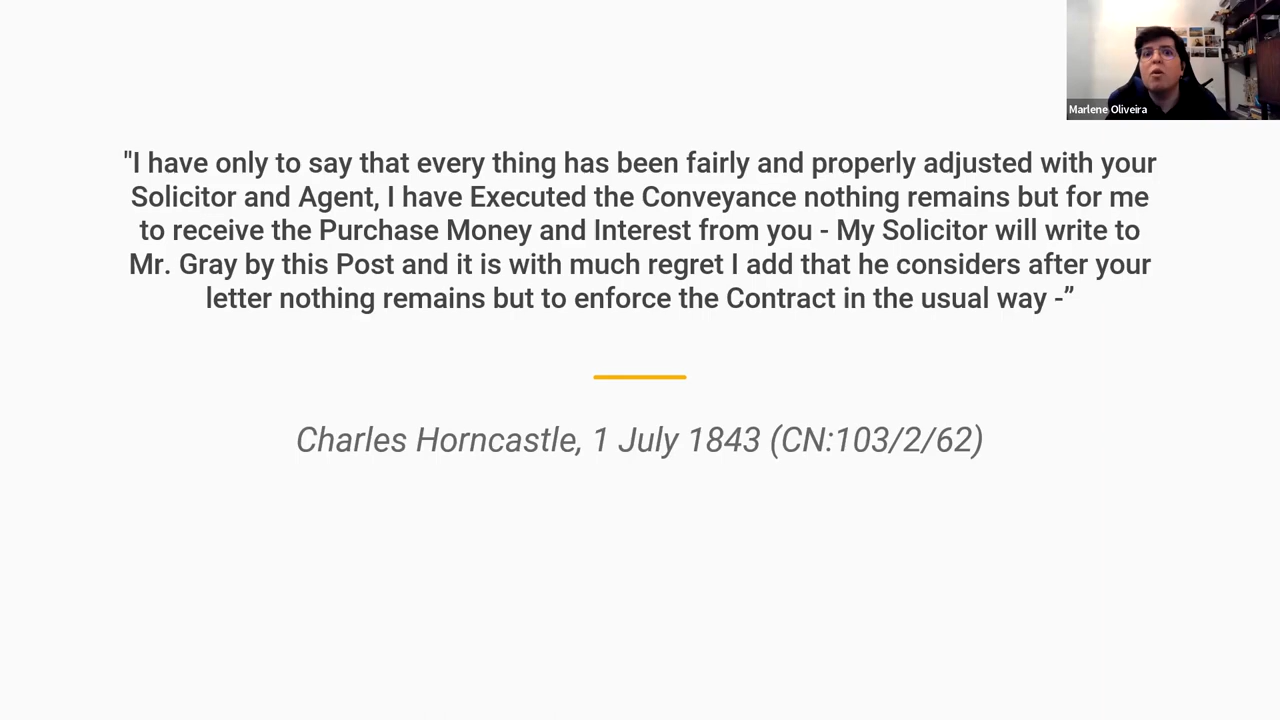 Marlene Oliveira
"I have only to say that every thing has been fairly and properly adjusted with your
Solicitor and Agent, I have Executed the Conveyance nothing remains but for me
to receive the Purchase Money and Interest from you - My Solicitor will write to
Mr. Gray by this Post and it is with much regret I add that he considers after your
letter nothing remains but to enforce the Contract in the usual way -”
Charles Horncastle, 1 July 1843 (CN:103/2/62)